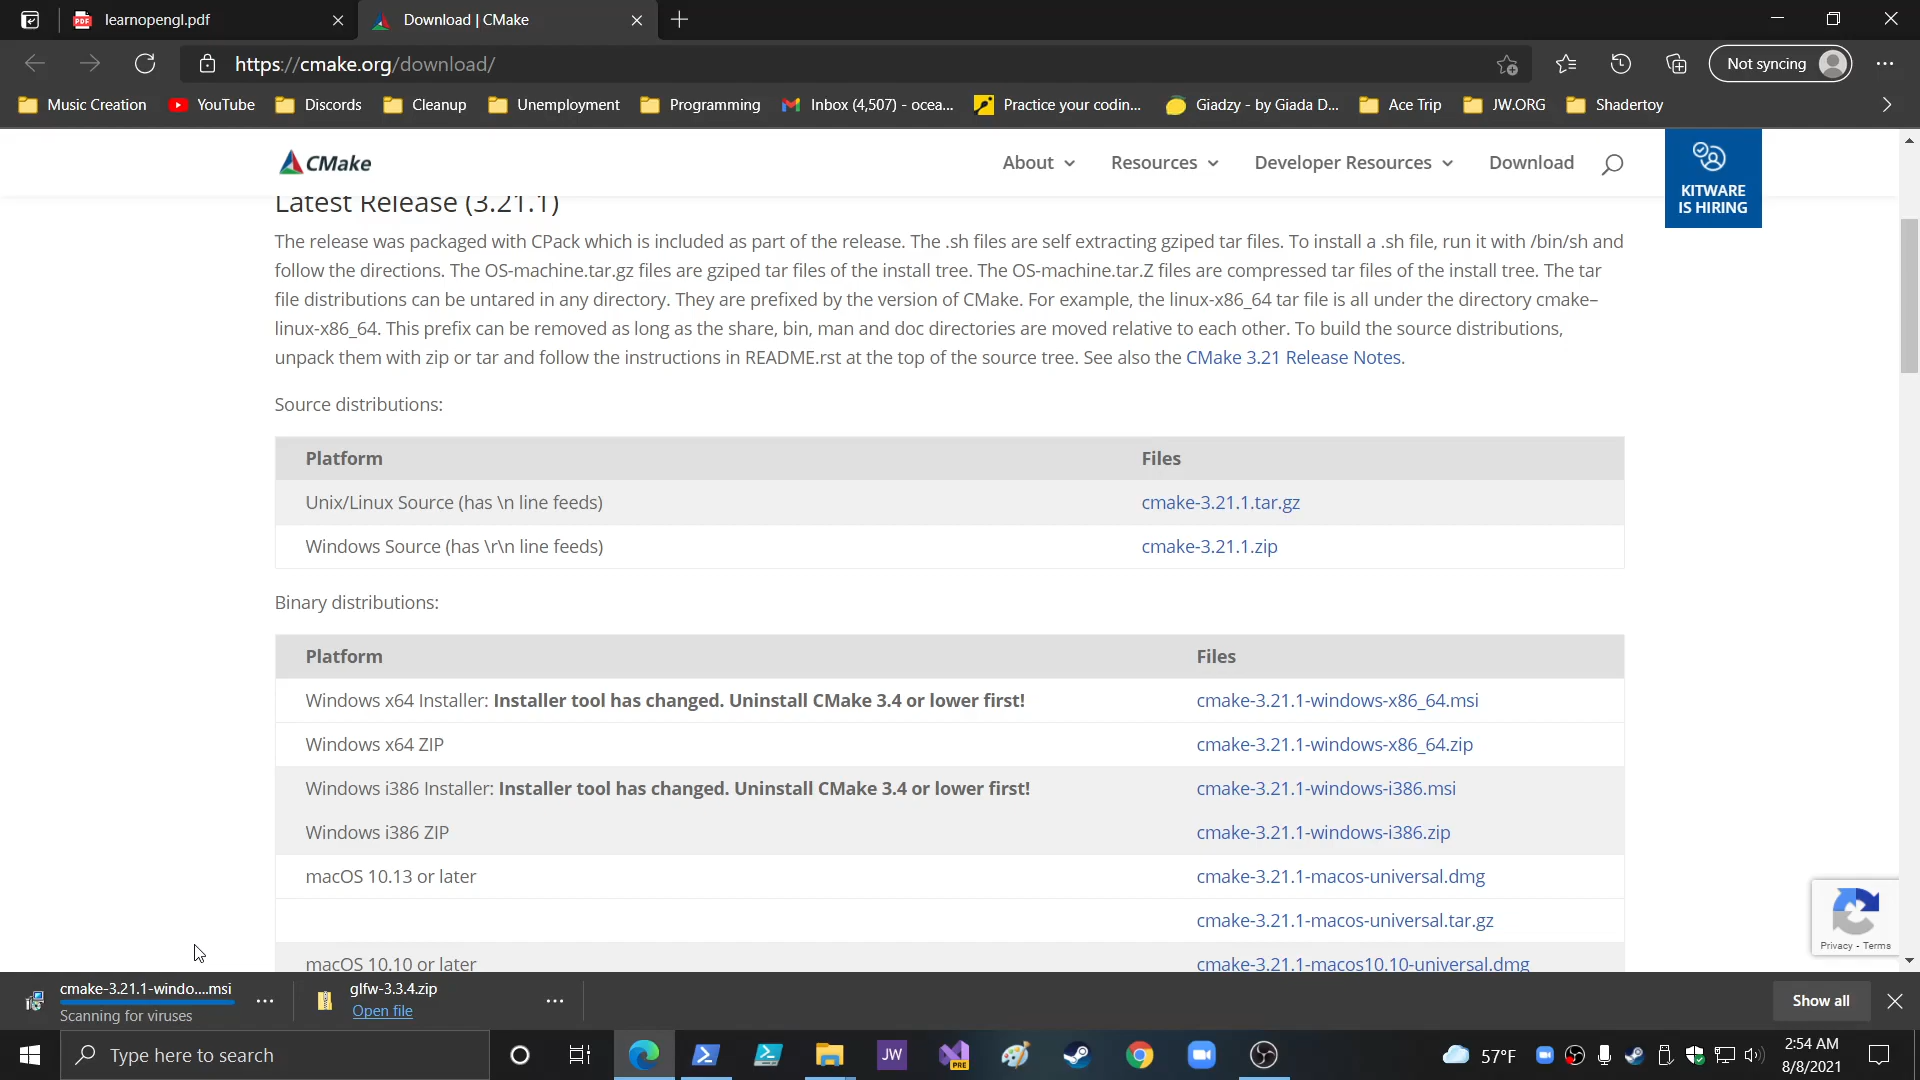 learnopengl.pdf
Download | CMake
https://cmake.org/download/
Not syncing
Music Creation
YouTube
Discords
Cleanup
Unemployment
Programming
Inbox (4,507) - ocea...
Practice your codin...
Giadzy - by Giada D...
Ace Trip
JW.ORG
Shadertoy
CMake
About
Resources
Developer Resources
Download
KITWARE
IS HIRING
Latest Release (3.21.1)
The release was packaged with CPack which is included as part of the release. The .sh files are self extracting gziped tar files. To install a .sh file, run it with /bin/sh and
follow the directions. The OS-machine.tar.gz files are gziped tar files of the install tree. The OS-machine.tar.Z files are compressed tar files of the install tree. The tar
file distributions can be untared in any directory. They are prefixed by the version of CMake. For example, the linux-x86_64 tar file is all under the directory cmake–
linux-x86_64. This prefix can be removed as long as the share, bin, man and doc directories are moved relative to each other. To build the source distributions,
unpack them with zip or tar and follow the instructions in README.rst at the top of the source tree. See also the CMake 3.21 Release Notes.
Source distributions:
Platform Files
Unix/Linux Source (has \n line feeds) cmake-3.21.1.tar.gz
Windows Source (has \r\n line feeds) cmake-3.21.1.zip
Binary distributions:
Platform Files
Windows x64 Installer: Installer tool has changed. Uninstall CMake 3.4 or lower first! cmake-3.21.1-windows-x86_64.msi
Windows x64 ZIP cmake-3.21.1-windows-x86_64.zip
Windows i386 Installer: Installer tool has changed. Uninstall CMake 3.4 or lower first! cmake-3.21.1-windows-i386.msi
Windows i386 ZIP cmake-3.21.1-windows-i386.zip
macOS 10.13 or later cmake-3.21.1-macos-universal.dmg
cmake-3.21.1-macos-universal.tar.gz
macOS 10.10 or later cmake-3.21.1-macos10.10-universal.dmg
Privacy - Terms
cmake-3.21.1-windo....msi
Scanning for viruses
glfw-3.3.4.zip
Open file
Show all
Type here to search
JW
PRE
57°F
2:54 AM
8/8/2021